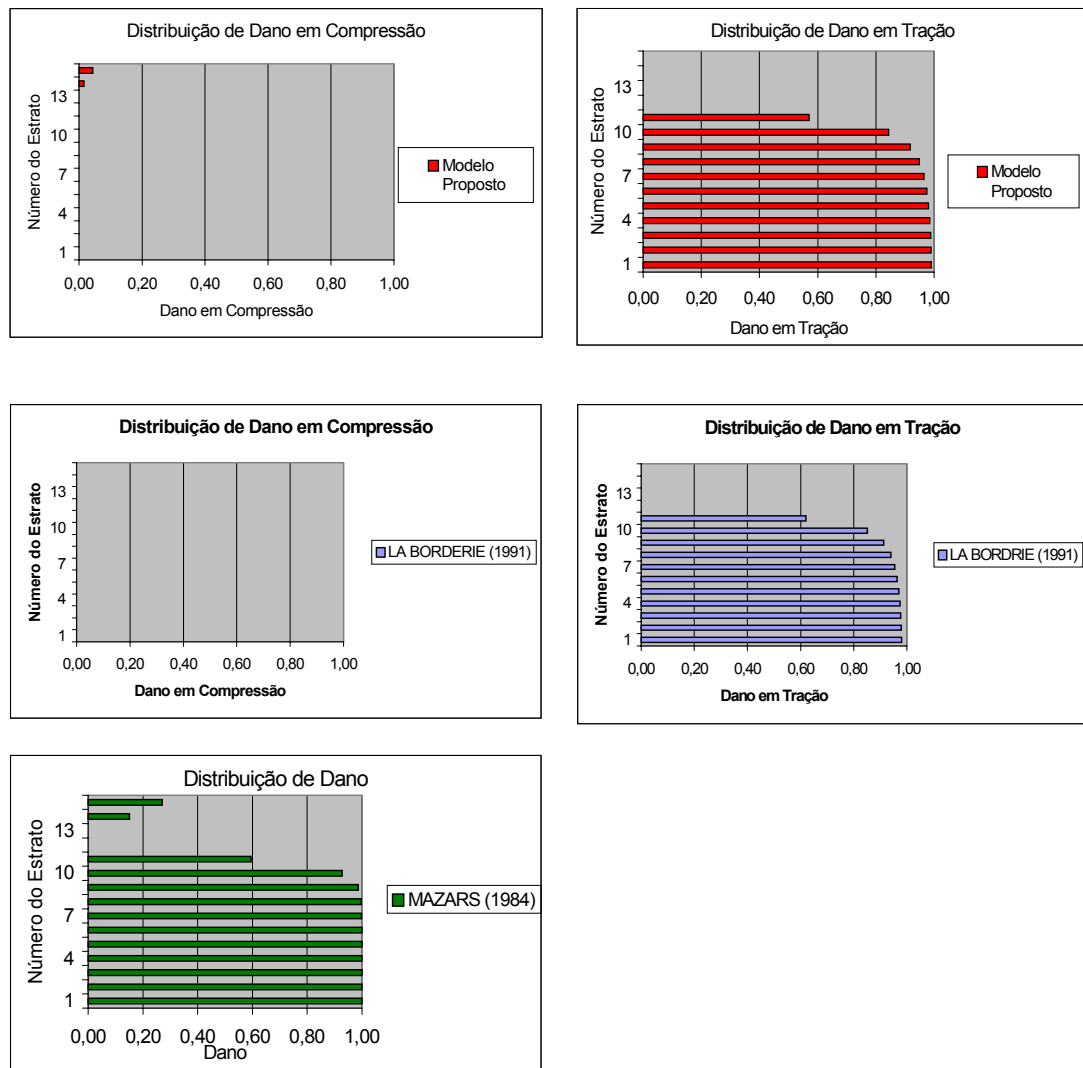 Distribuição de Dano em Compressão
Número do Estrato
13
10
7
4
1
0,00 0,20 0,40 0,60 0,80 1,00
Dano em Compressão
Modelo
Proposto
Distribuição de Dano em Tração
Número do Estrato
13
10
7
4
1
0,00 0,20 0,40 0,60 0,80 1,00
Dano em Tração
Modelo
Proposto
Distribuição de Dano em Compressão
Número do Estrato
13
10
7
4
1
0,00 0,20 0,40 0,60 0,80 1,00
Dano em Compressão
LA BORDERIE (1991)
Distribuição de Dano em Tração
Número do Estrato
13
10
7
4
1
0,00 0,20 0,40 0,60 0,80 1,00
Dano em Tração
LA BORDRIE (1991)
Distribuição de Dano
Número do Estrato
13
10
7
4
1
0,00 0,20 0,40 0,60 0,80 1,00
Dano
MAZARS (1984)